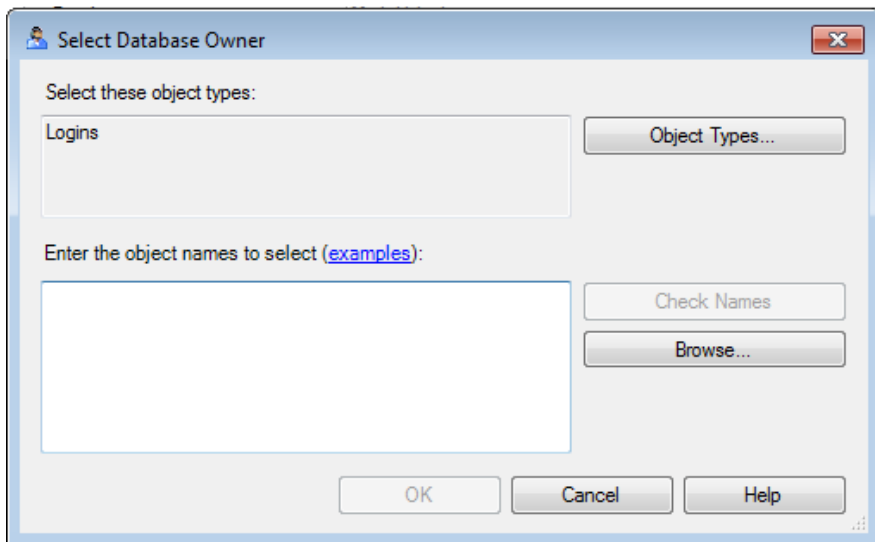 Select Database Owner
Select these object types:
Logins
Object Types...
Enter the object names to select (examples):
Check Names
Browse...
OK
Cancel
Help